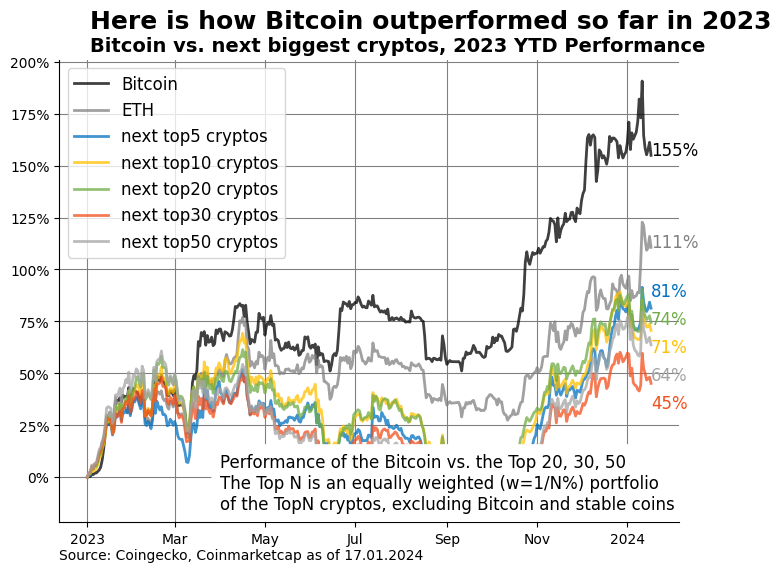 Here is how Bitcoin outperformed so far in 2023
Bitcoin vs. next biggest cryptos, 2023 YTD Performance
200%
175%
150%
125%
100%
75%
50%
25%
0%
Bitcoin
ETH
next top5 cryptos
next top10 cryptos
next top20 cryptos
next top30 cryptos
next top50 cryptos
155%
111%
81%
74%
71%
64%
45%
Performance of the Bitcoin vs. the Top 20, 30, 50
The Top N is an equally weighted (w=1/N%) portfolio
of the TopN cryptos, excluding Bitcoin and stable coins
2023 Mar May Jul Sep Nov 2024
Source: Coingecko, Coinmarketcap as of 17.01.2024